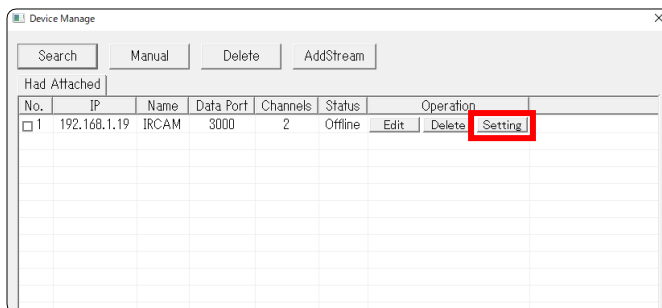 Device Manage
Search Manual Delete AddStream
Had Attached
No. IP Name Data Port Channels Status Operation
1 192.168.1.19 IRCAM 3000 2 Offline Edit Delete Setting